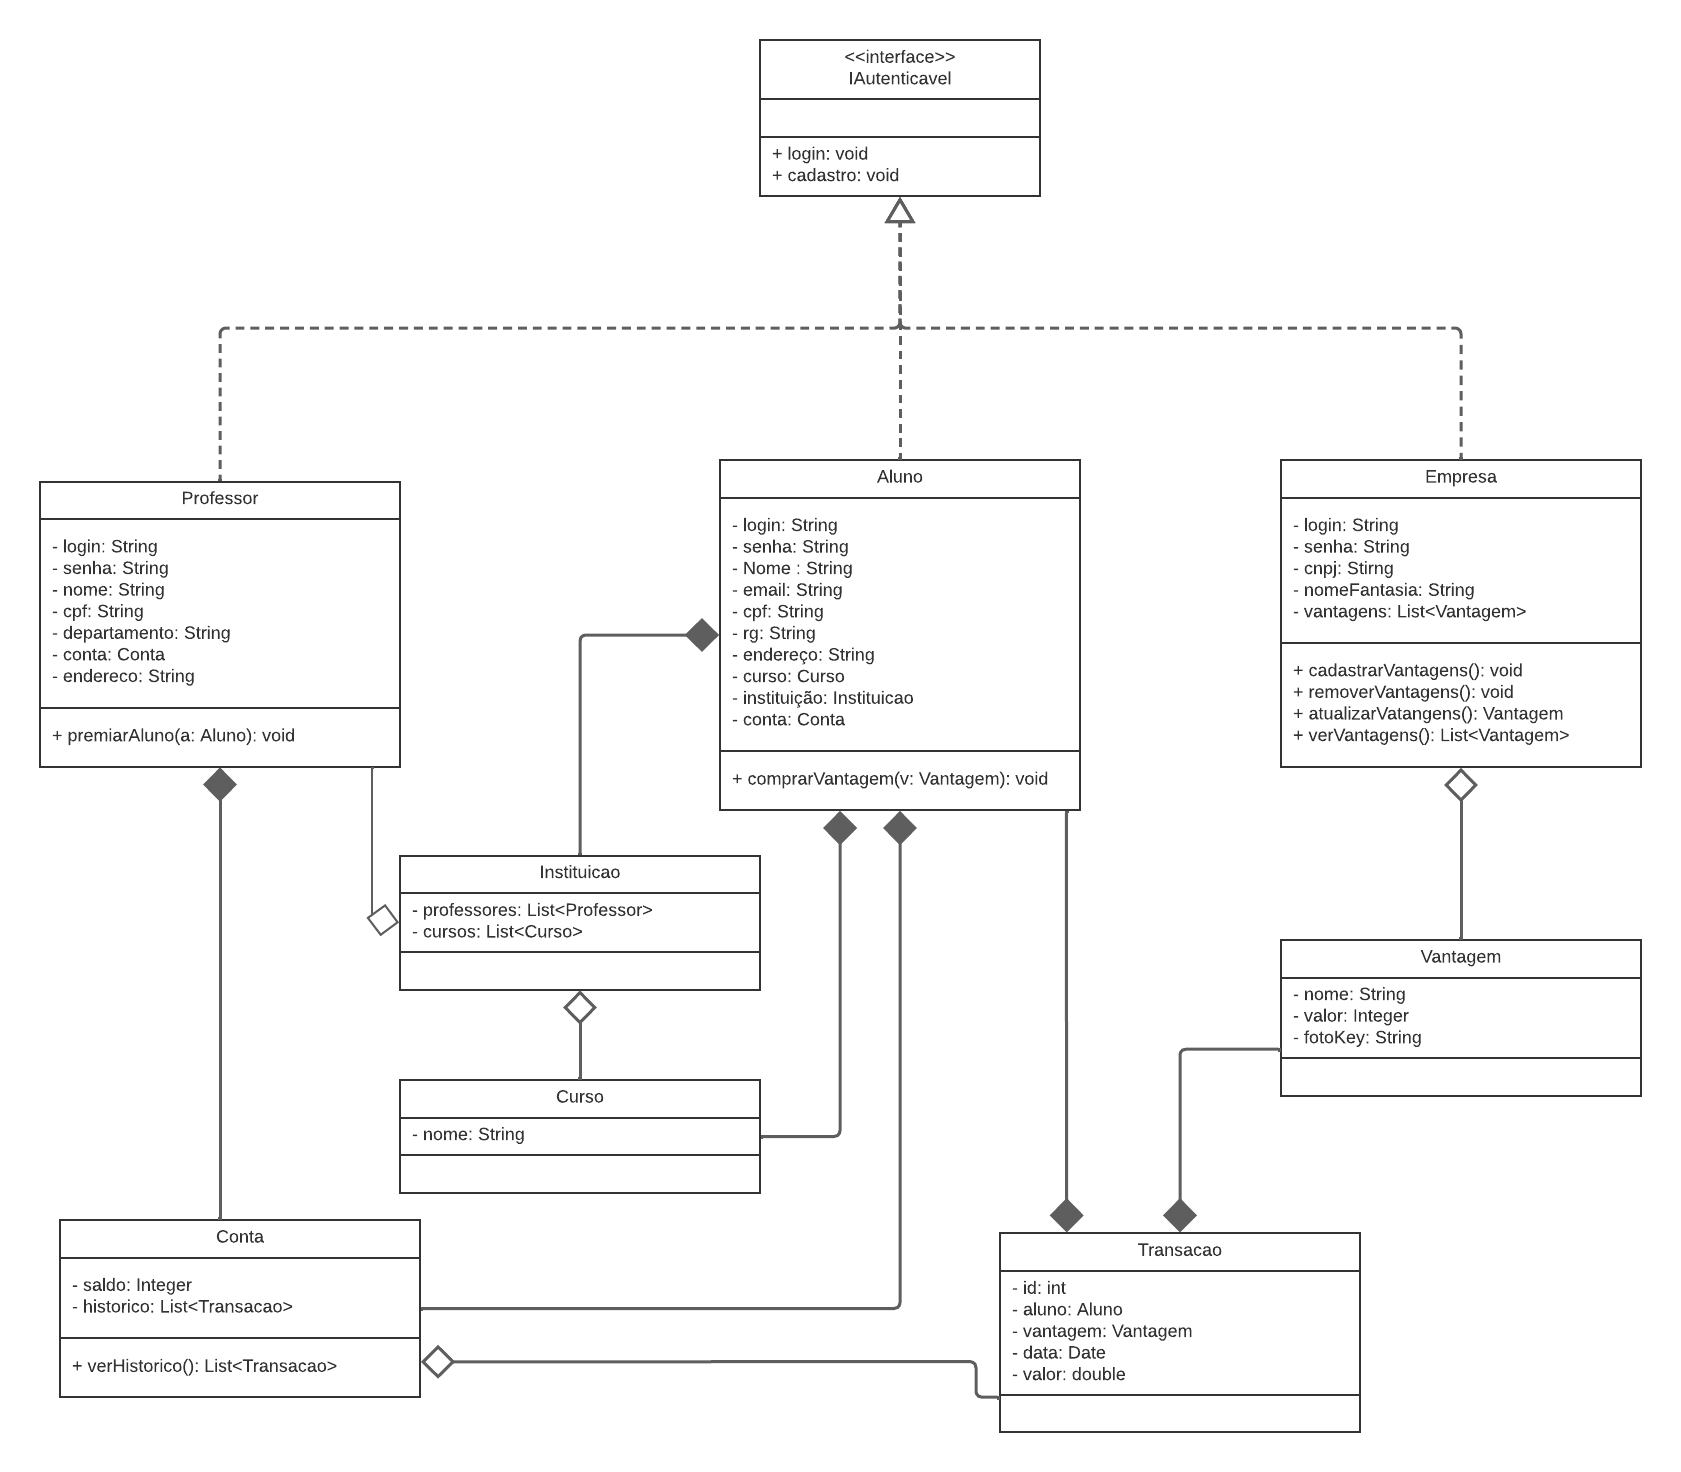 <<interface>>
IAutenticavel
+ login: void
+ cadastro: void
Professor
- login: String
- senha: String
- nome: String
- cpf: String
- departamento: String
- conta: Conta
- endereco: String
+ premiarAluno(a: Aluno): void
Aluno
- login: String
- senha: String
- Nome : String
- email: String
- cpf: String
- rg: String
- endereço: String
- curso: Curso
- instituição: Instituicao
- conta: Conta
+ comprarVantagem(v: Vantagem): void
Empresa
- login: String
- senha: String
- cnpj: Stirng
- nomeFantasia: String
- vantagens: List<Vantagem>
+ cadastrarVantagens(): void
+ removerVantagens(): void
+ atualizarVatangens(): Vantagem
+ verVantagens(): List<Vantagem>
Instituicao
- professores: List<Professor>
- cursos: List<Curso>
Vantagem
- nome: String
- valor: Integer
- fotoKey: String
Curso
- nome: String
Conta
- saldo: Integer
- historico: List<Transacao>
+ verHistorico(): List<Transacao>
Transacao
- id: int
- aluno: Aluno
- vantagem: Vantagem
- data: Date
- valor: double